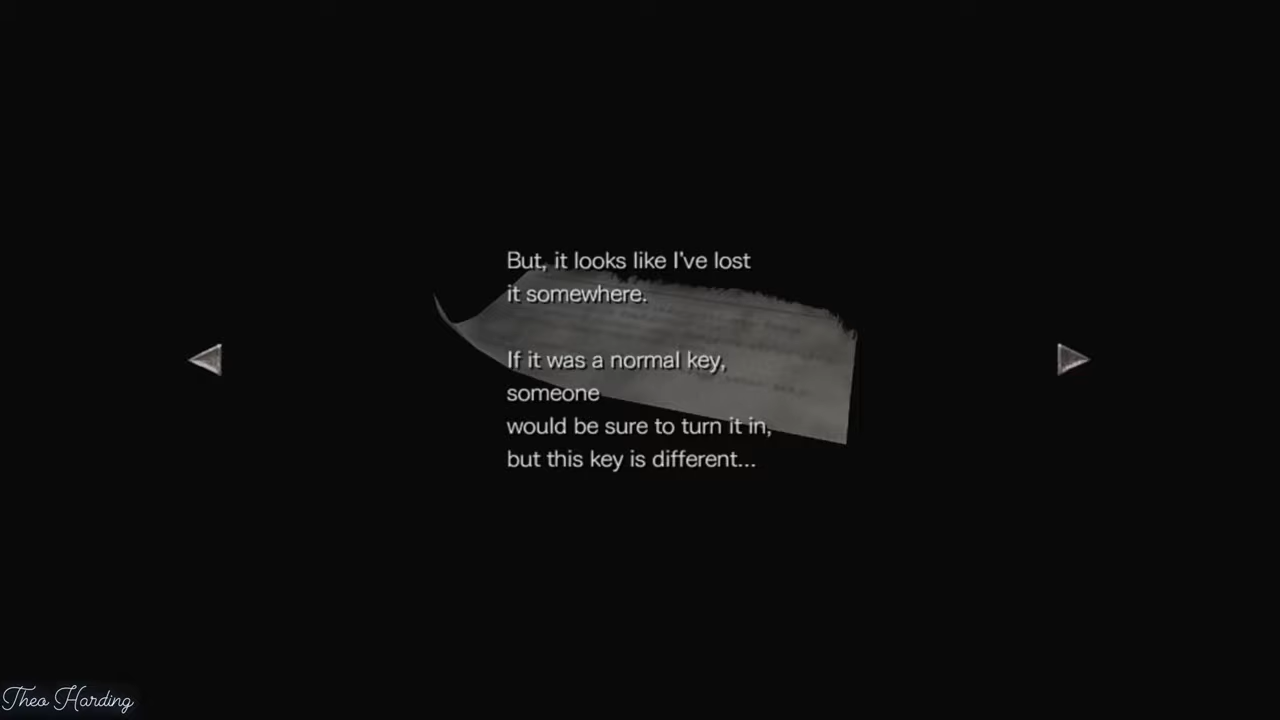 But, it looks like I've lost
it somewhere.
If it was a normal key,
someone
would be sure to turn it in,
but this key is different...
Theo Harding